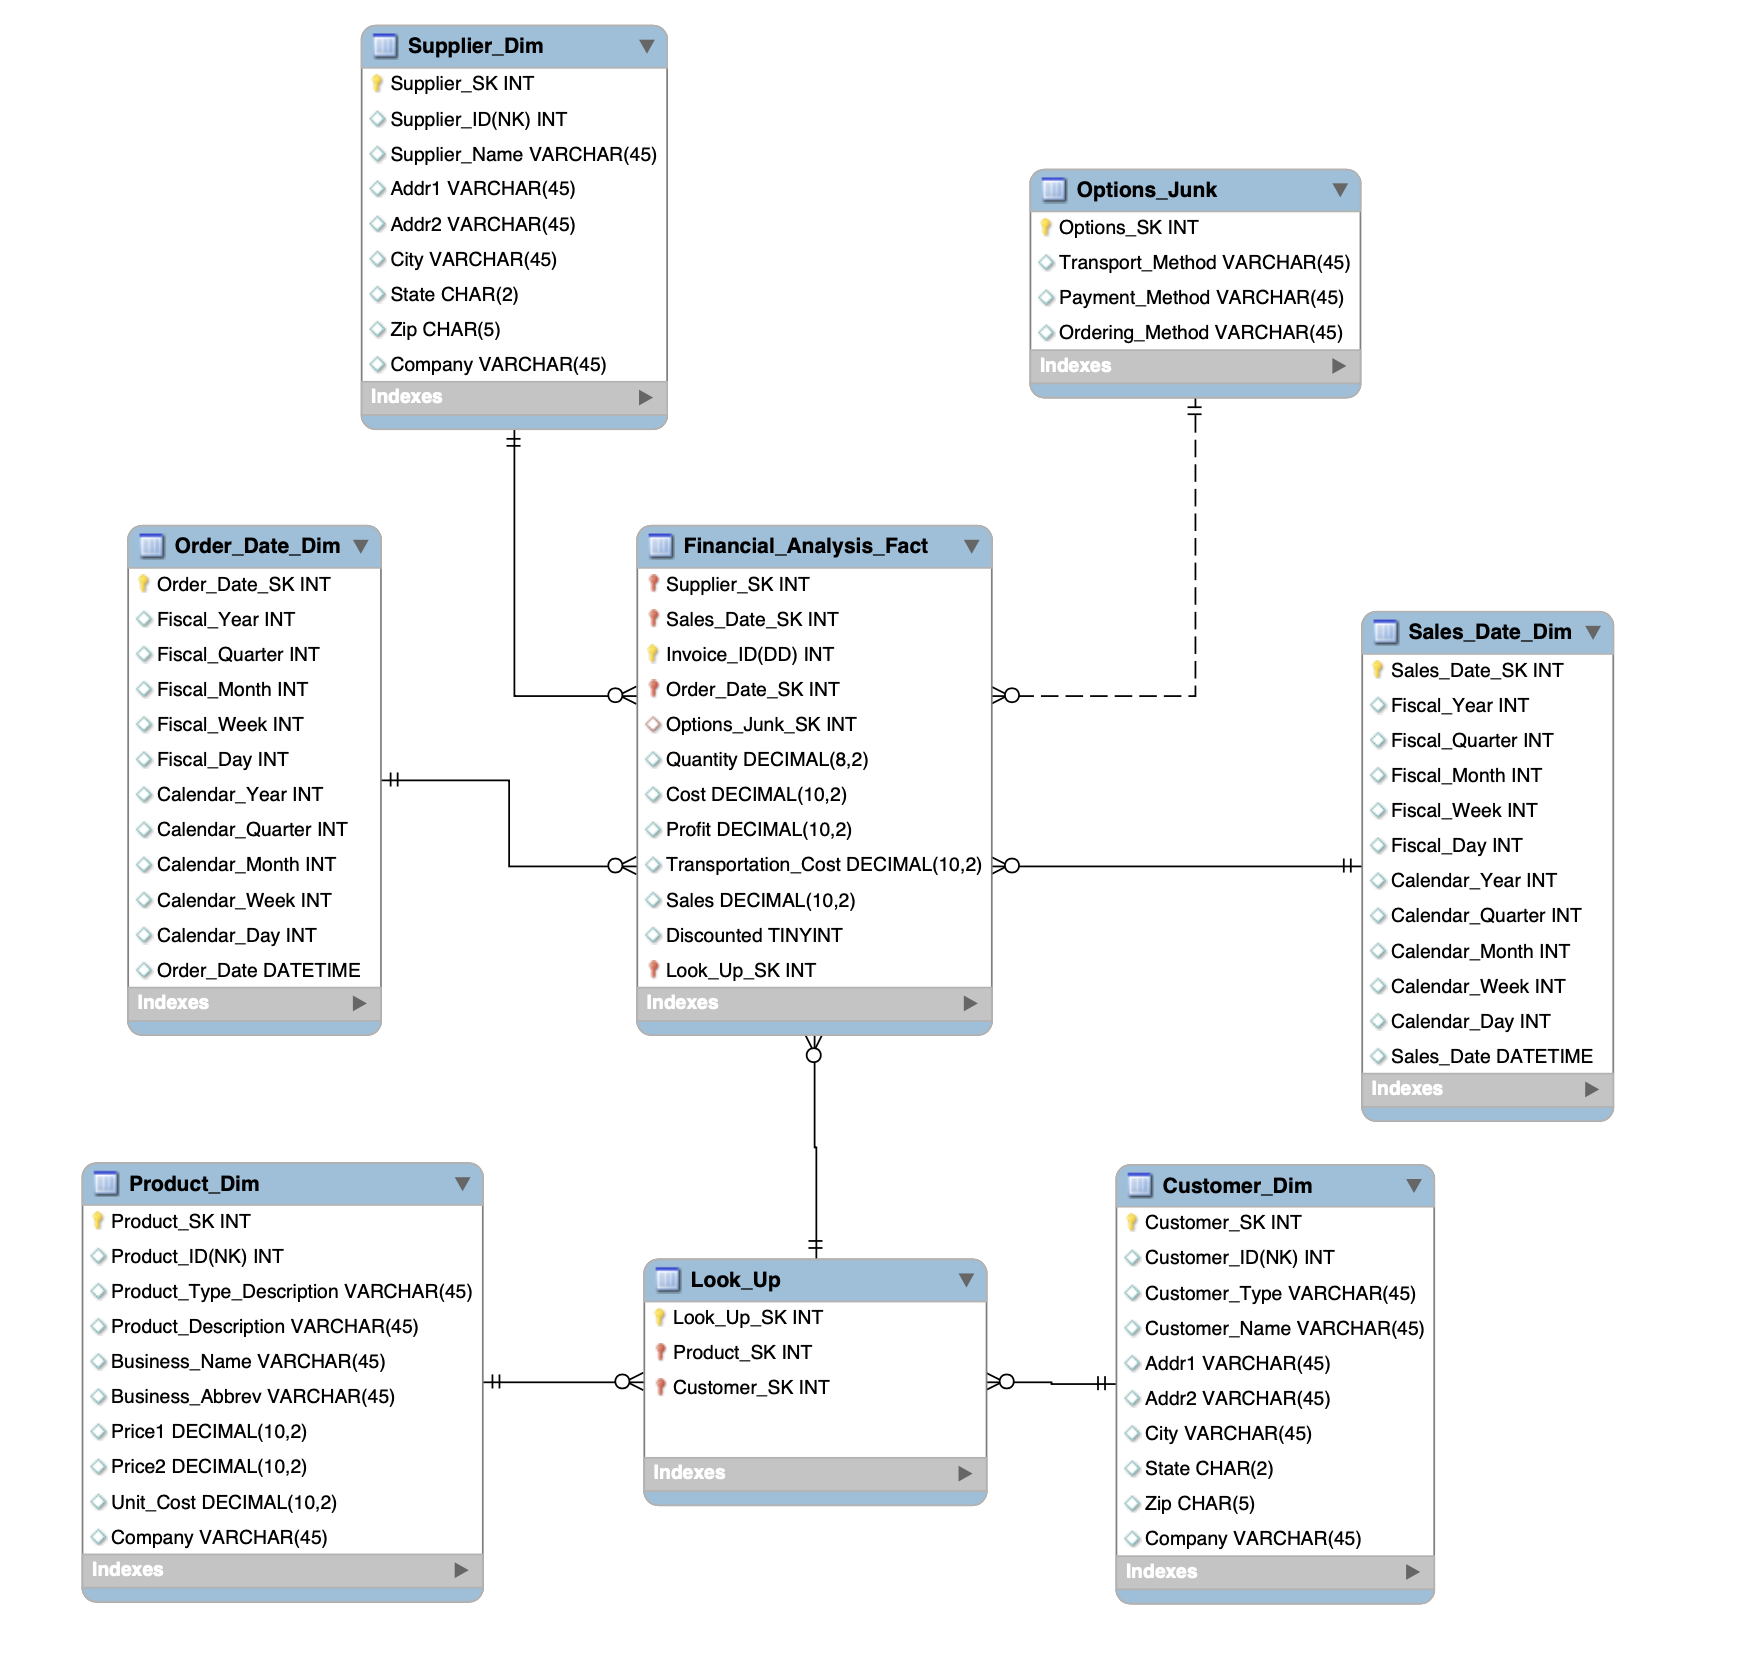 Supplier_Dim
Supplier_SK INT
Supplier_ID(NK) INT
Supplier_Name VARCHAR(45)
Addr1 VARCHAR(45)
Addr2 VARCHAR(45)
City VARCHAR(45)
State CHAR(2)
Zip CHAR(5)
Company VARCHAR(45)
Indexes
Options_Junk
Options_SK INT
Transport_Method VARCHAR(45)
Payment_Method VARCHAR(45)
Ordering_Method VARCHAR(45)
Indexes
Order_Date_Dim
Order_Date_SK INT
Fiscal_Year INT
Fiscal_Quarter INT
Fiscal_Month INT
Fiscal_Week INT
Fiscal_Day INT
Calendar_Year INT
Calendar_Quarter INT
Calendar_Month INT
Calendar_Week INT
Calendar_Day INT
Order_Date DATETIME
Indexes
Financial_Analysis_Fact
Supplier_SK INT
Sales_Date_SK INT
Invoice_ID(DD) INT
Order_Date_SK INT
Options_Junk_SK INT
Quantity DECIMAL(8,2)
Cost DECIMAL(10,2)
Profit DECIMAL(10,2)
Transportation_Cost DECIMAL(10,2)
Sales DECIMAL(10,2)
Discounted TINYINT
Look_Up_SK INT
Indexes
Sales_Date_Dim
Sales_Date_SK INT
Fiscal_Year INT
Fiscal_Quarter INT
Fiscal_Month INT
Fiscal_Week INT
Fiscal_Day INT
Calendar_Year INT
Calendar_Quarter INT
Calendar_Month INT
Calendar_Week INT
Calendar_Day INT
Sales_Date DATETIME
Indexes
Product_Dim
Product_SK INT
Product_ID(NK) INT
Product_Type_Description VARCHAR(45)
Product_Description VARCHAR(45)
Business_Name VARCHAR(45)
Business_Abbrev VARCHAR(45)
Price1 DECIMAL(10,2)
Price2 DECIMAL(10,2)
Unit_Cost DECIMAL(10,2)
Company VARCHAR(45)
Indexes
Look_Up
Look_Up_SK INT
Product_SK INT
Customer_SK INT
Indexes
Customer_Dim
Customer_SK INT
Customer_ID(NK) INT
Customer_Type VARCHAR(45)
Customer_Name VARCHAR(45)
Addr1 VARCHAR(45)
Addr2 VARCHAR(45)
City VARCHAR(45)
State CHAR(2)
Zip CHAR(5)
Company VARCHAR(45)
Indexes